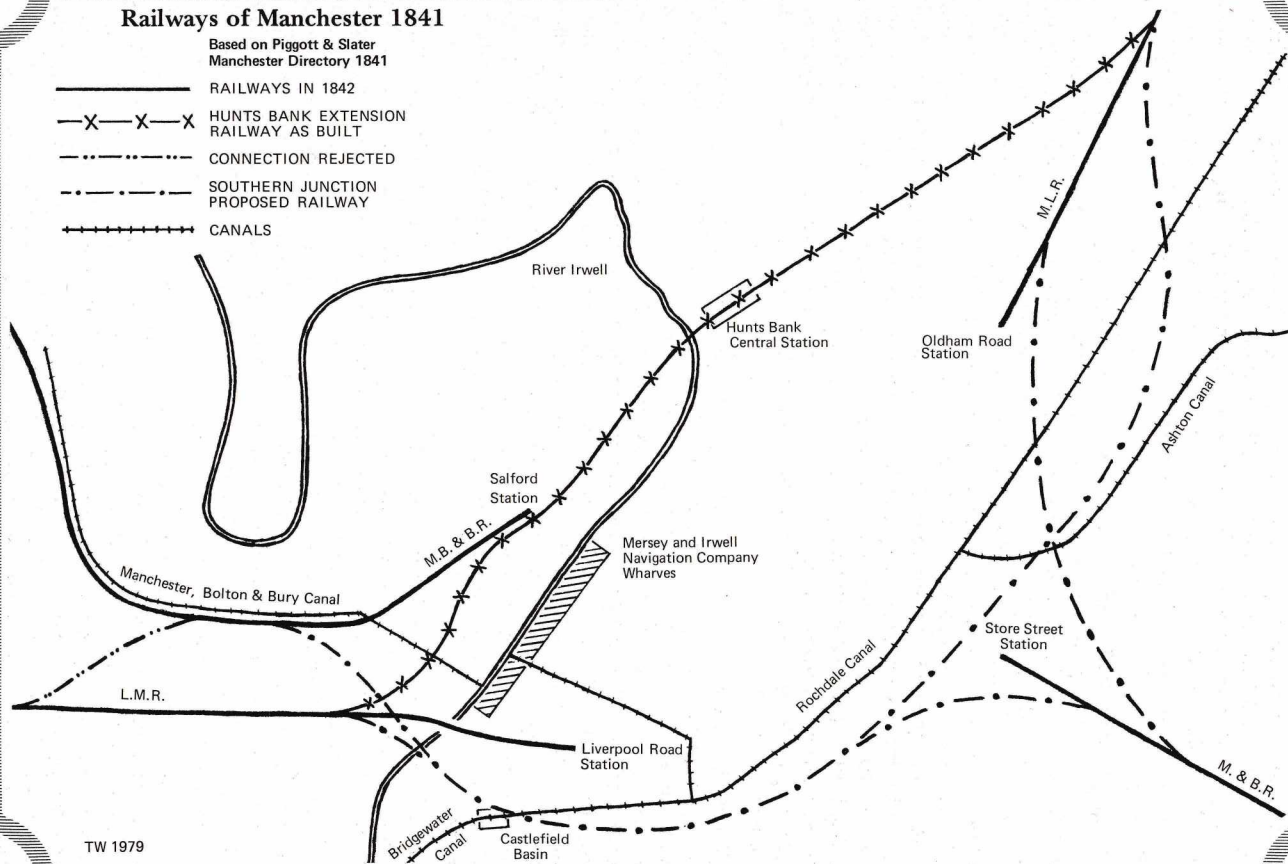 Railways of Manchester 1841
Based on Piggott & Slater
Manchester Directory 1841
RAILWAYS IN 1842
HUNTS BANK EXTENSION
RAILWAY AS BUILT
CONNECTION REJECTED
SOUTHERN JUNCTION
PROPOSED RAILWAY
CANALS
River Irwell
M.L.R.
Hunts Bank
Central Station
Oldham Road
Station
Ashton Canal
Salford
Station
M.B. & B.R.
Mersey and Irwell
Navigation Company
Wharves
Manchester, Bolton & Bury Canal
Store Street
Station
Rochdale Canal
L.M.R.
Liverpool Road
Station
M. & B.R.
Bridgewater
Canal
Castlefield
Basin
TW 1979